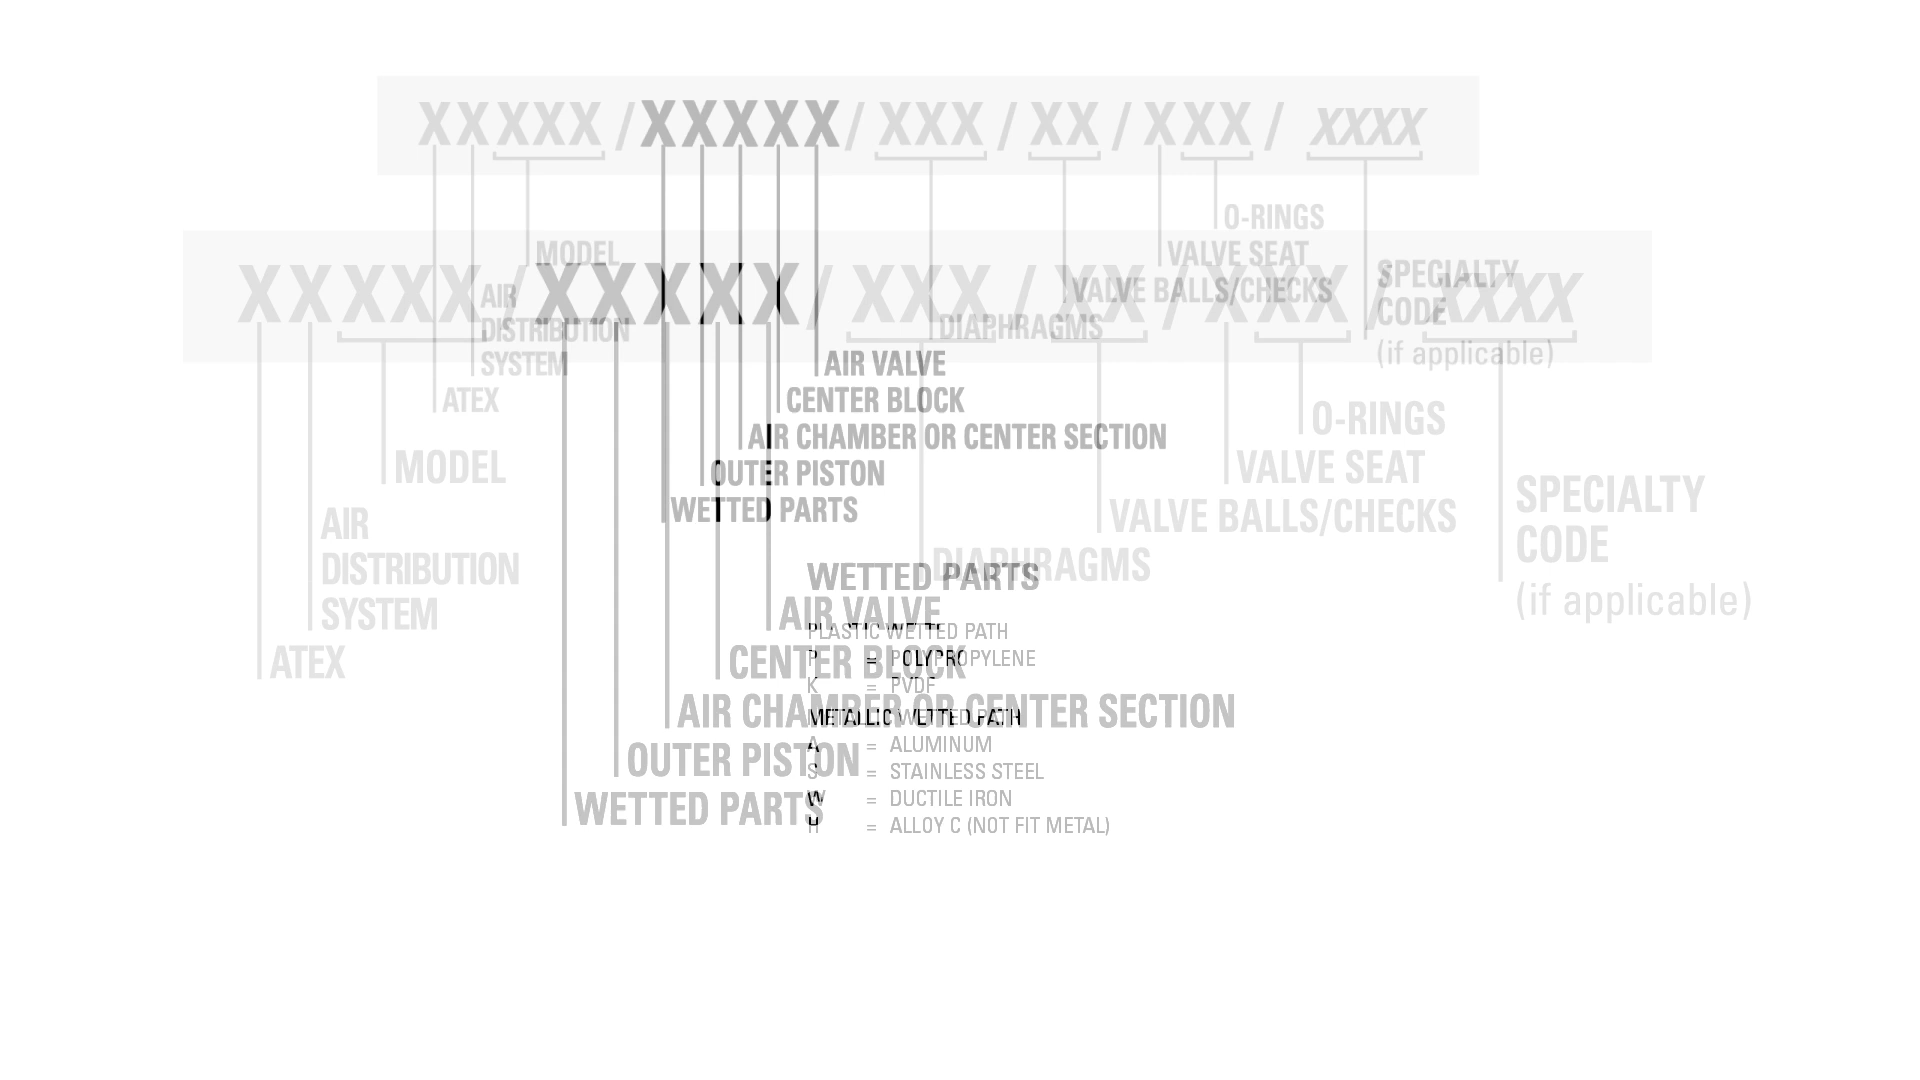 XXXXX/XXXXX/XXX/XX/XXX/XXXX
O-RINGS
MODEL
VALVE SEAT
SPECIALTY
CODE
(if applicable)
VALVE BALLS/CHECKS
AIR
DISTRIBUTION
SYSTEM
DIAPHRAGMS
ATEX
AIR VALVE
CENTER BLOCK
AIR CHAMBER OR CENTER SECTION
OUTER PISTON
WETTED PARTS
XXXXX/XXXXX/XXX/XX/XXX/XXXX
O-RINGS
MODEL
VALVE SEAT
SPECIALTY
CODE
(if applicable)
VALVE BALLS/CHECKS
AIR
DISTRIBUTION
SYSTEM
DIAPHRAGMS
ATEX
AIR VALVE
CENTER BLOCK
AIR CHAMBER OR CENTER SECTION
OUTER PISTON
WETTED PARTS
WETTED PARTS
PLASTIC WETTED PATH
P = POLYPROPYLENE
K = PVDF
METALLIC WETTED PATH
A = ALUMINUM
S = STAINLESS STEEL
W = DUCTILE IRON
H = ALLOY C (NOT FIT METAL)